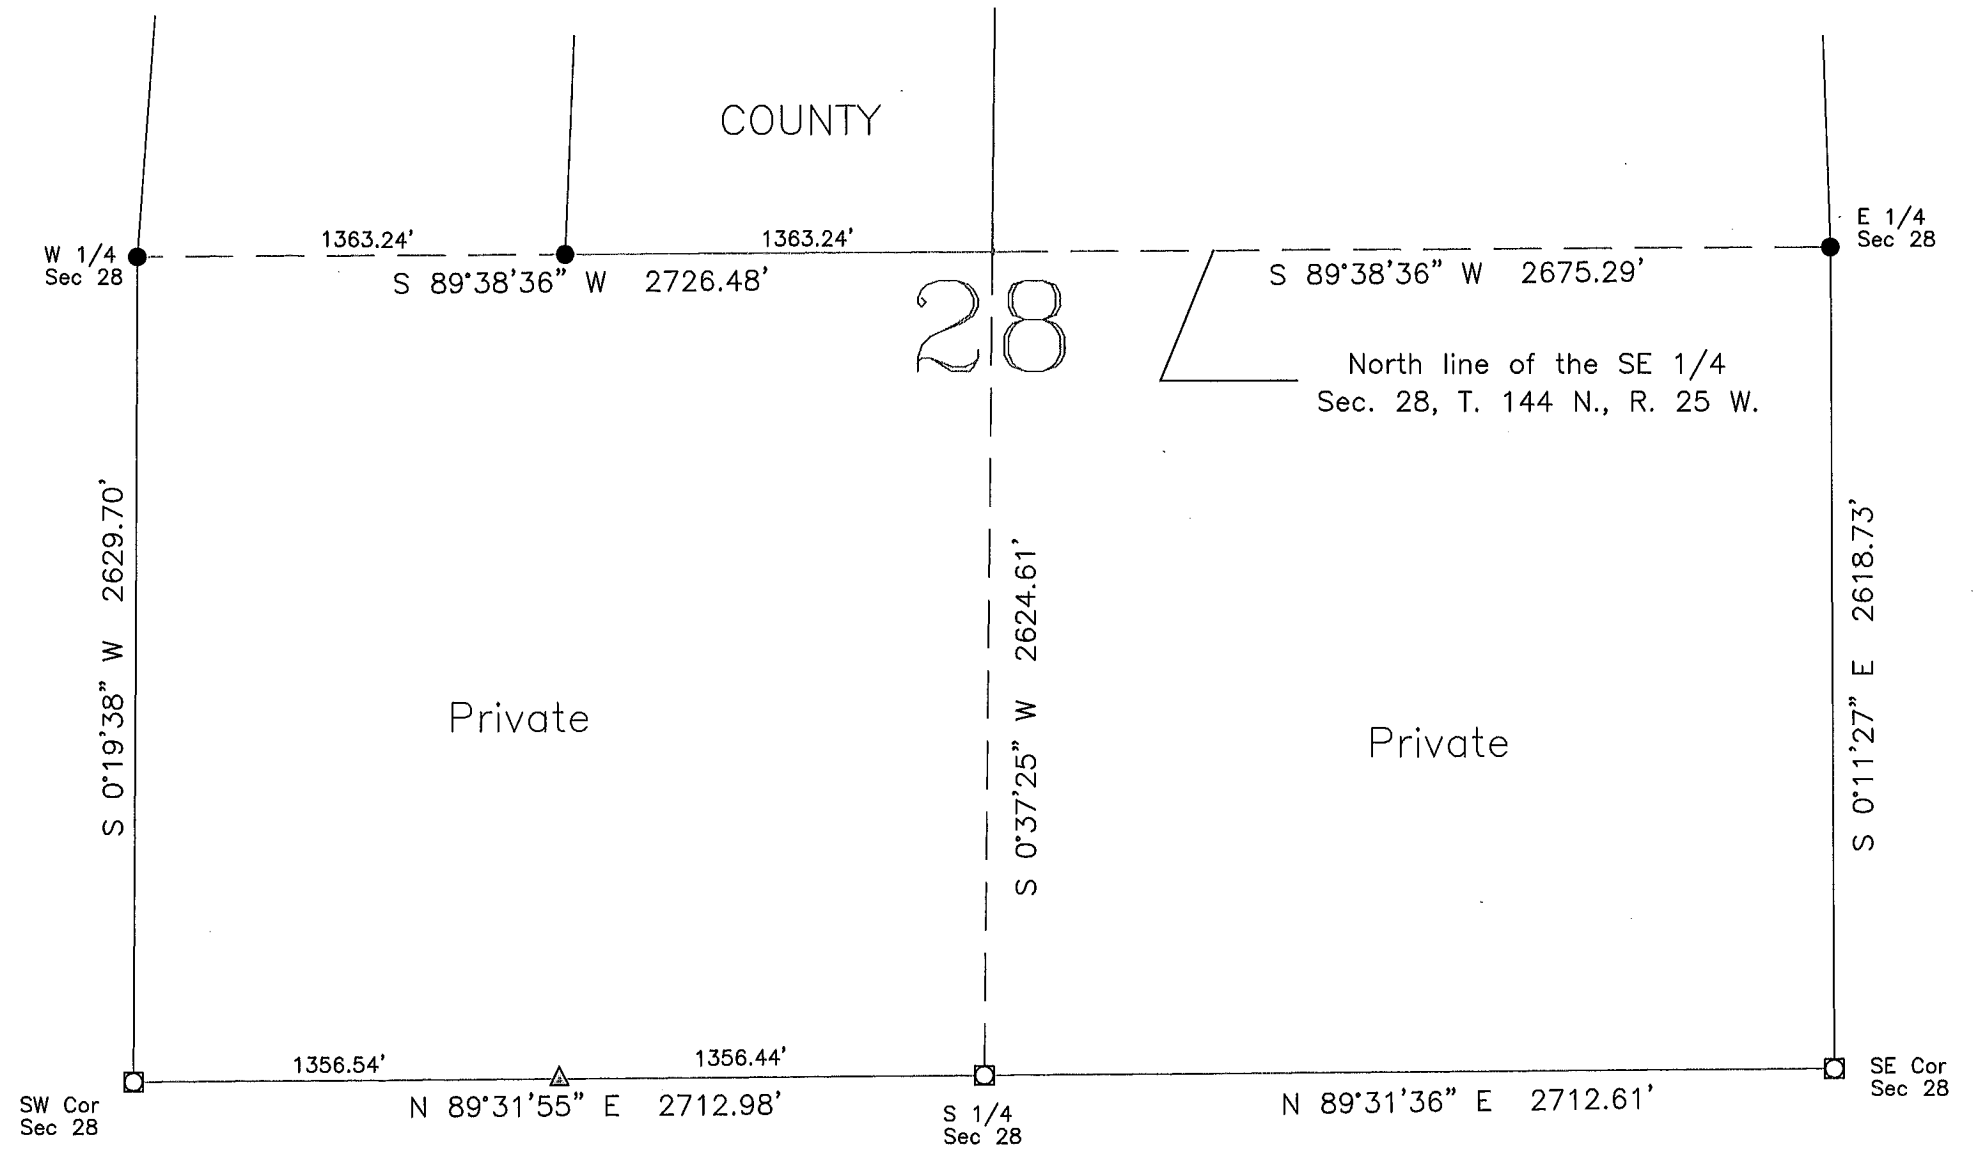 COUNTY
W 1/4
Sec 28
1363.24'
1363.24'
E 1/4
Sec 28
S 89°38'36" W 2726.48'
S 89°38'36" W 2675.29'
28
North line of the SE 1/4
Sec. 28, T. 144 N., R. 25 W.
S 0°19'38" W 2629.70'
S 0°37'25" W 2624.61'
S 0°11'27" E 2618.73'
Private
Private
1356.54'
1356.44'
SW Cor
Sec 28
N 89°31'55" E 2712.98'
S 1/4
Sec 28
N 89°31'36" E 2712.61'
SE Cor
Sec 28